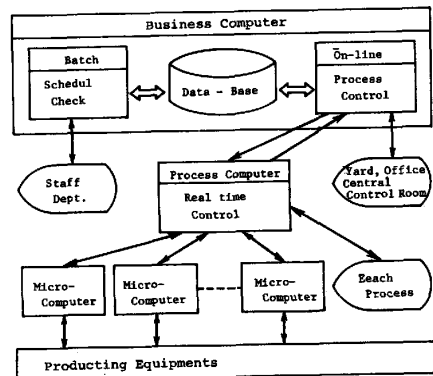 Business Computer
Batch
Schedul
Check
Data - Base
On-line
Process
Control
Staff
Dept.
Process Computer
Real time
Control
Yard, Office
Central
Control Room
Micro-
Computer
Micro-
Computer
Micro-
Computer
Eeach
Process
Producting Equipments